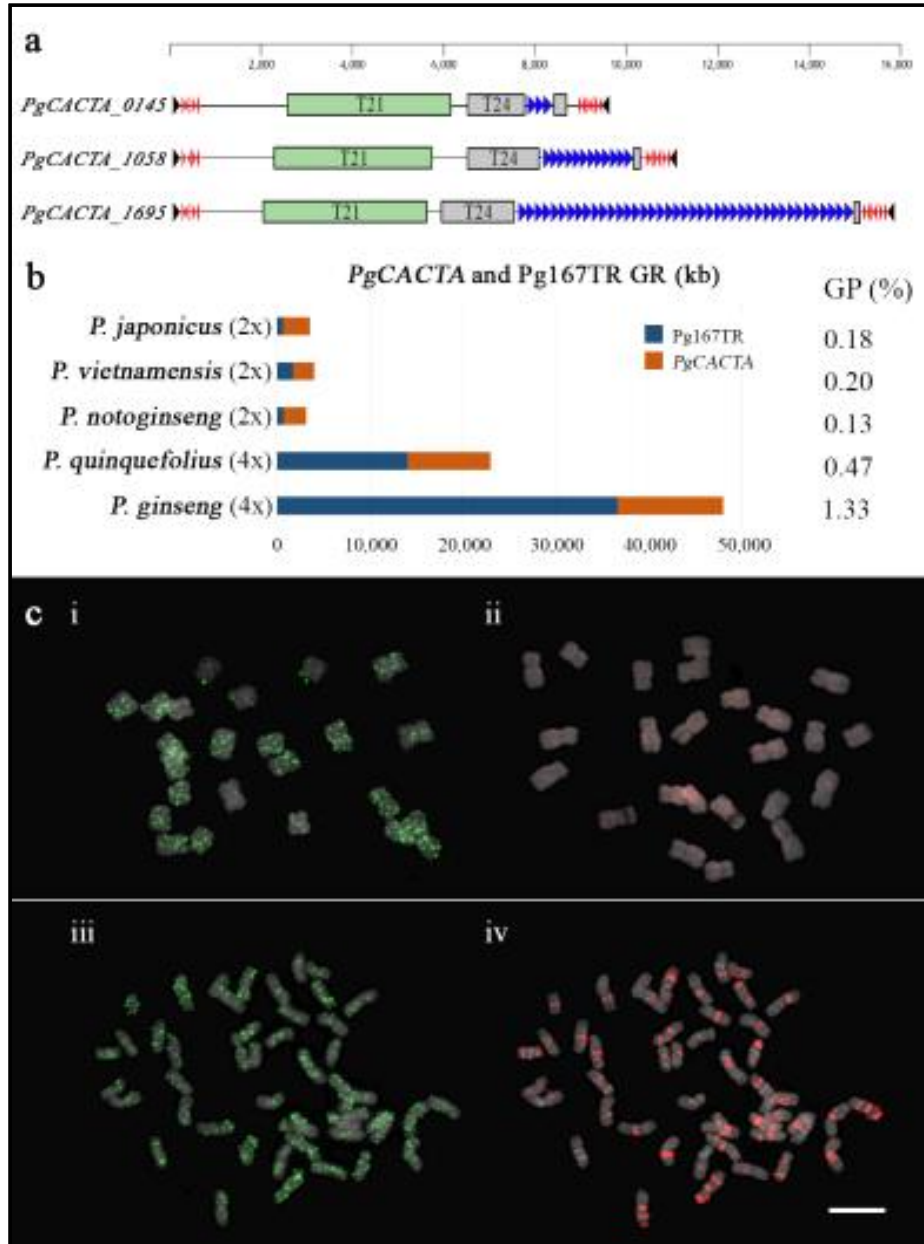 a
2,000 4,000 6,000 8,000 10,000 12,000 14,000 16,000
PgCACTA_0145 T21 T24
PgCACTA_1058 T21 T24
PgCACTA_1695 T21 T24
b PgCACTA and Pg167TR GR (kb) GP (%)
P. japonicus (2x) Pg167TR 0.18
P. vietnamensis (2x) PgCACTA 0.20
P. notoginseng (2x) 0.13
P. quinquefolius (4x) 0.47
P. ginseng (4x) 1.33
0 10,000 20,000 30,000 40,000 50,000
c i ii
iii iv